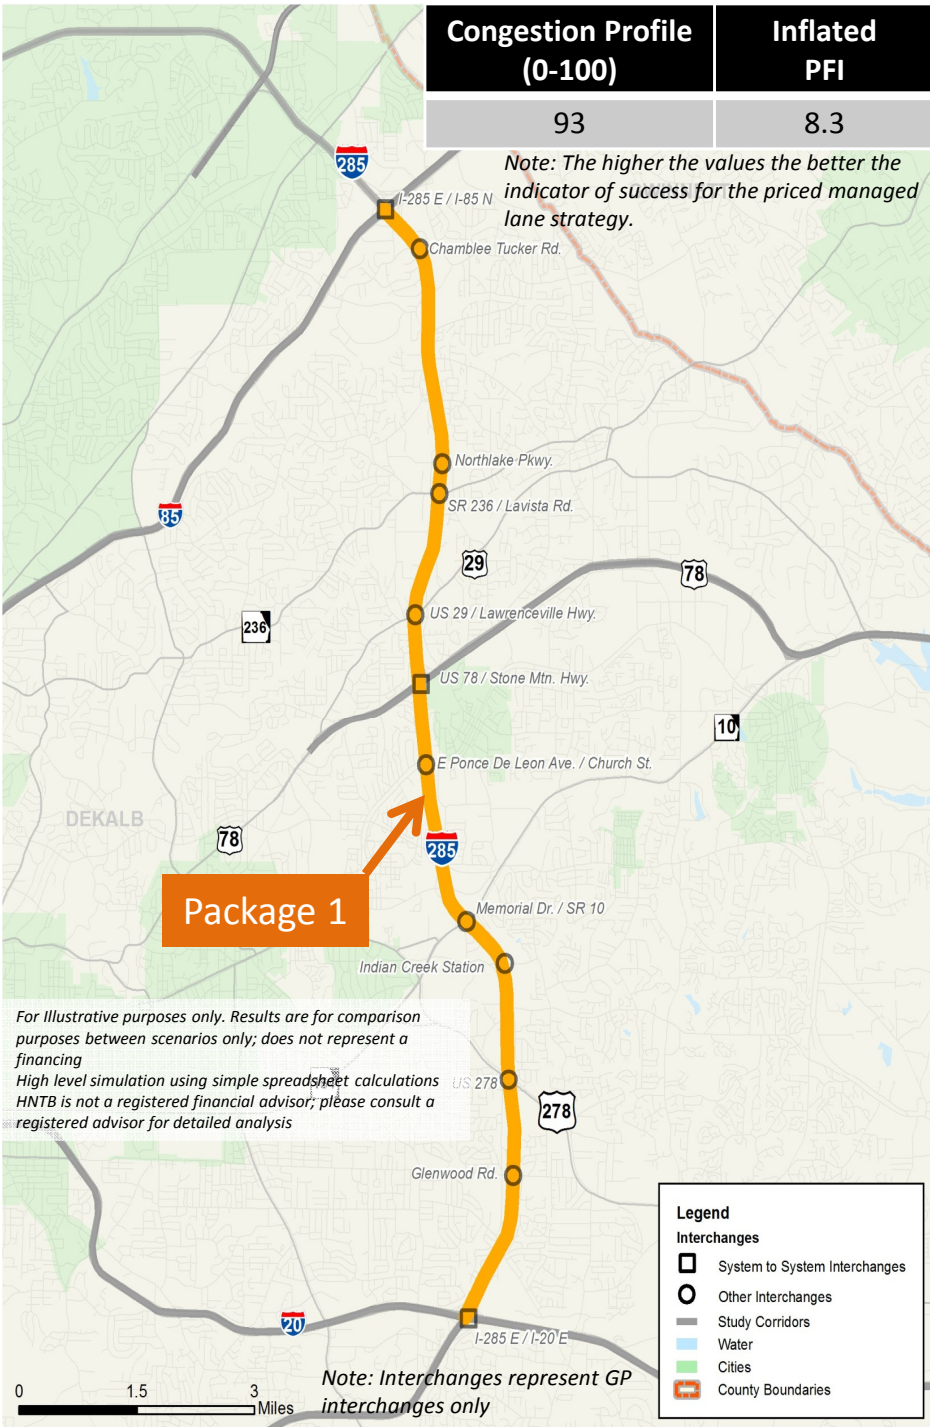 Congestion Profile
(0-100)
Inflated
PFI
93
8.3
Note: The higher the values the better the
indicator of success for the priced managed
lane strategy.
GWINNETT
285
I-285 E / I-85 N
Chamblee Tucker Rd.
Northlake Pkwy.
SR 236 / Lavista Rd.
85
29
78
US 29 / Lawrenceville Hwy.
236
US 78 / Stone Mtn. Hwy.
10
E Ponce De Leon Ave. / Church St.
DEKALB
78
285
Package 1
Memorial Dr. / SR 10
Indian Creek Station
For Illustrative purposes only. Results are for comparison
purposes between scenarios only; does not represent a
financing
High level simulation using simple spreadsheet calculations
HNTB is not a registered financial advisor; please consult a
registered advisor for detailed analysis
US 278
278
Glenwood Rd.
20
I-285 E / I-20 E
Note: Interchanges represent GP
interchanges only
0 1.5 3
Miles
Legend
Interchanges
System to System Interchanges
Other Interchanges
Study Corridors
Water
Cities
County Boundaries